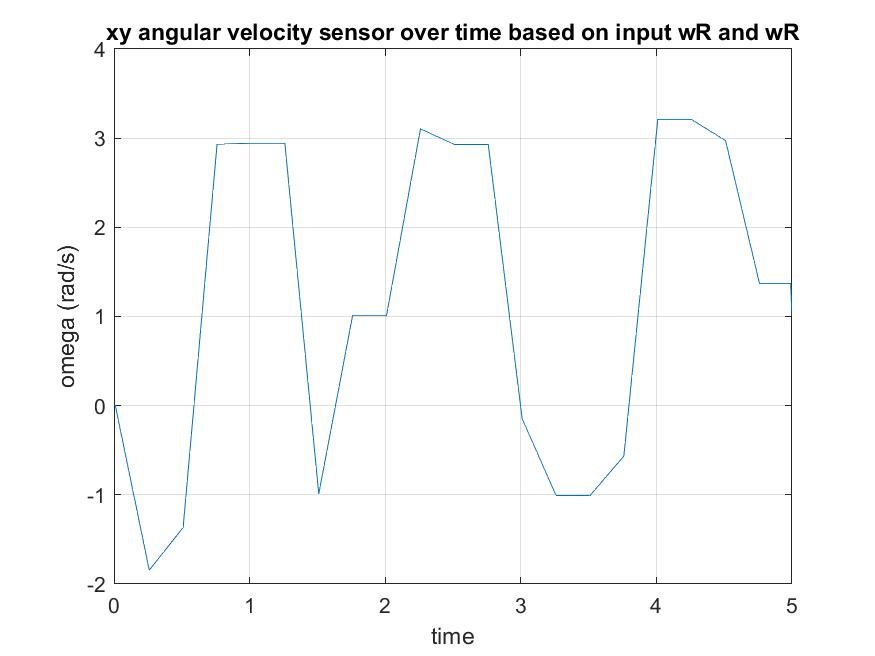 xy angular velocity sensor over time based on input wR and wR
4
3
2
1
0
-1
-2
omega (rad/s)
0 1 2 3 4 5
time